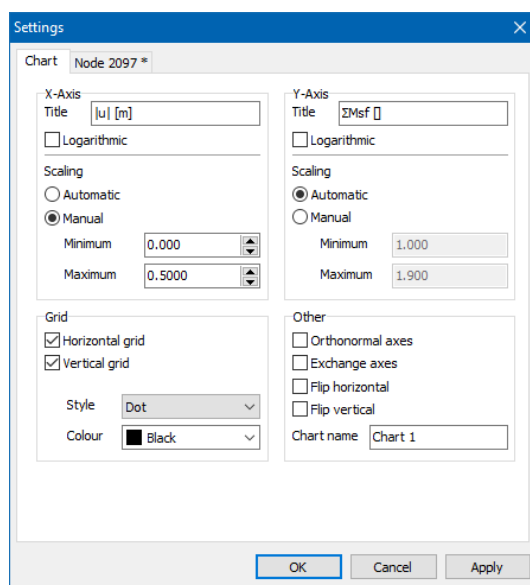 Settings
Chart
Node 2097 *
X-Axis
Title |u| [m]
Logarithmic
Scaling
Automatic
Manual
Minimum 0.000
Maximum 0.5000
Y-Axis
Title ΣMsf []
Logarithmic
Scaling
Automatic
Manual
Minimum 1.000
Maximum 1.900
Grid
Horizontal grid
Vertical grid
Style Dot
Colour Black
Other
Orthonormal axes
Exchange axes
Flip horizontal
Flip vertical
Chart name Chart 1
OK
Cancel
Apply